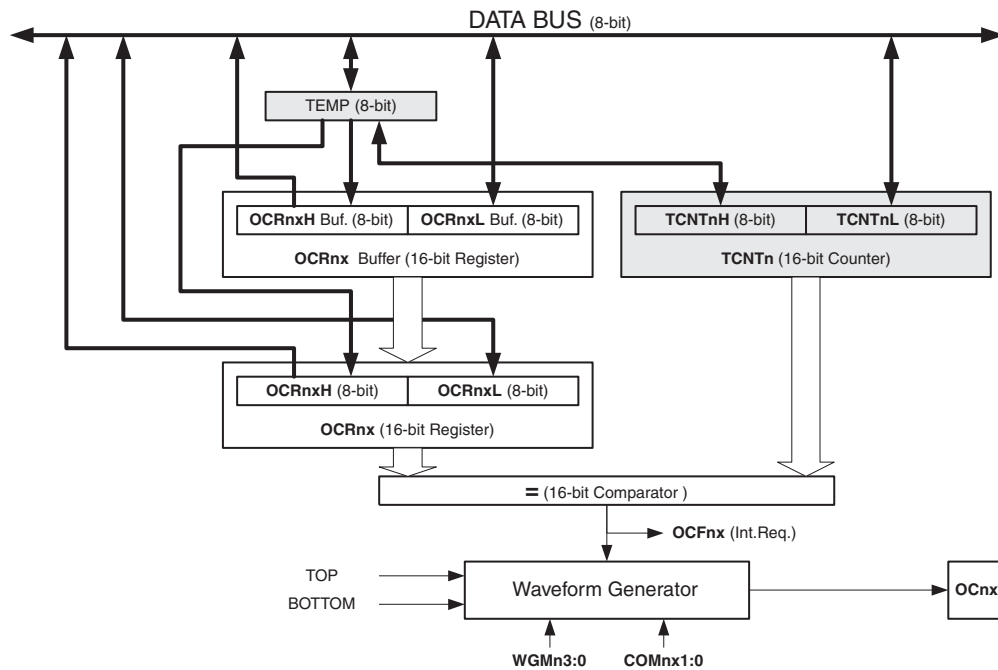 DATA BUS (8-bit)
TEMP (8-bit)
OCRnxH Buf. (8-bit) OCRnxL Buf. (8-bit)
OCRnx Buffer (16-bit Register)
TCNTnH (8-bit) TCNTnL (8-bit)
TCNTn (16-bit Counter)
OCRnxH (8-bit) OCRnxL (8-bit)
OCRnx (16-bit Register)
= (16-bit Comparator )
OCFnx (Int.Req.)
TOP
BOTTOM
Waveform Generator
OCnx
WGMn3:0 COMnx1:0